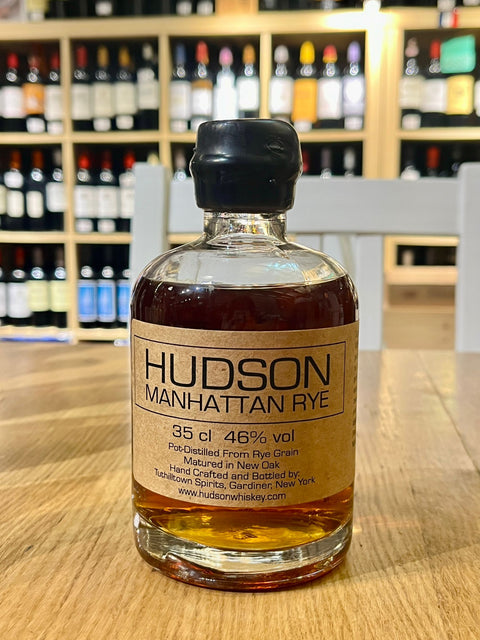 HUDSON
MANHATTAN RYE
35 cl 46% vol
Pot-Distilled From Rye Grain
Matured in New Oak
Hand Crafted and Bottled by:
Tuthilltown Spirits, Gardiner, New York
www.hudsonwhiskey.com